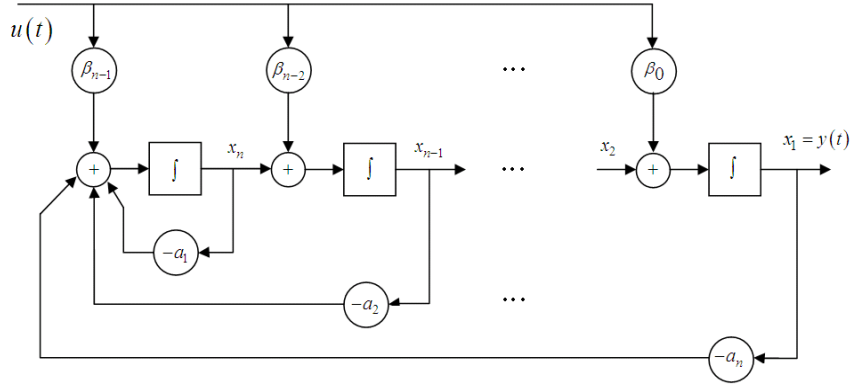 u(t)
β_{n-1} β_{n-2} ... β_0
x_n x_{n-1} x_2 x_1 = y(t)
+ ∫ + ∫ ... + ∫
-a_1
-a_2 ...
-a_n